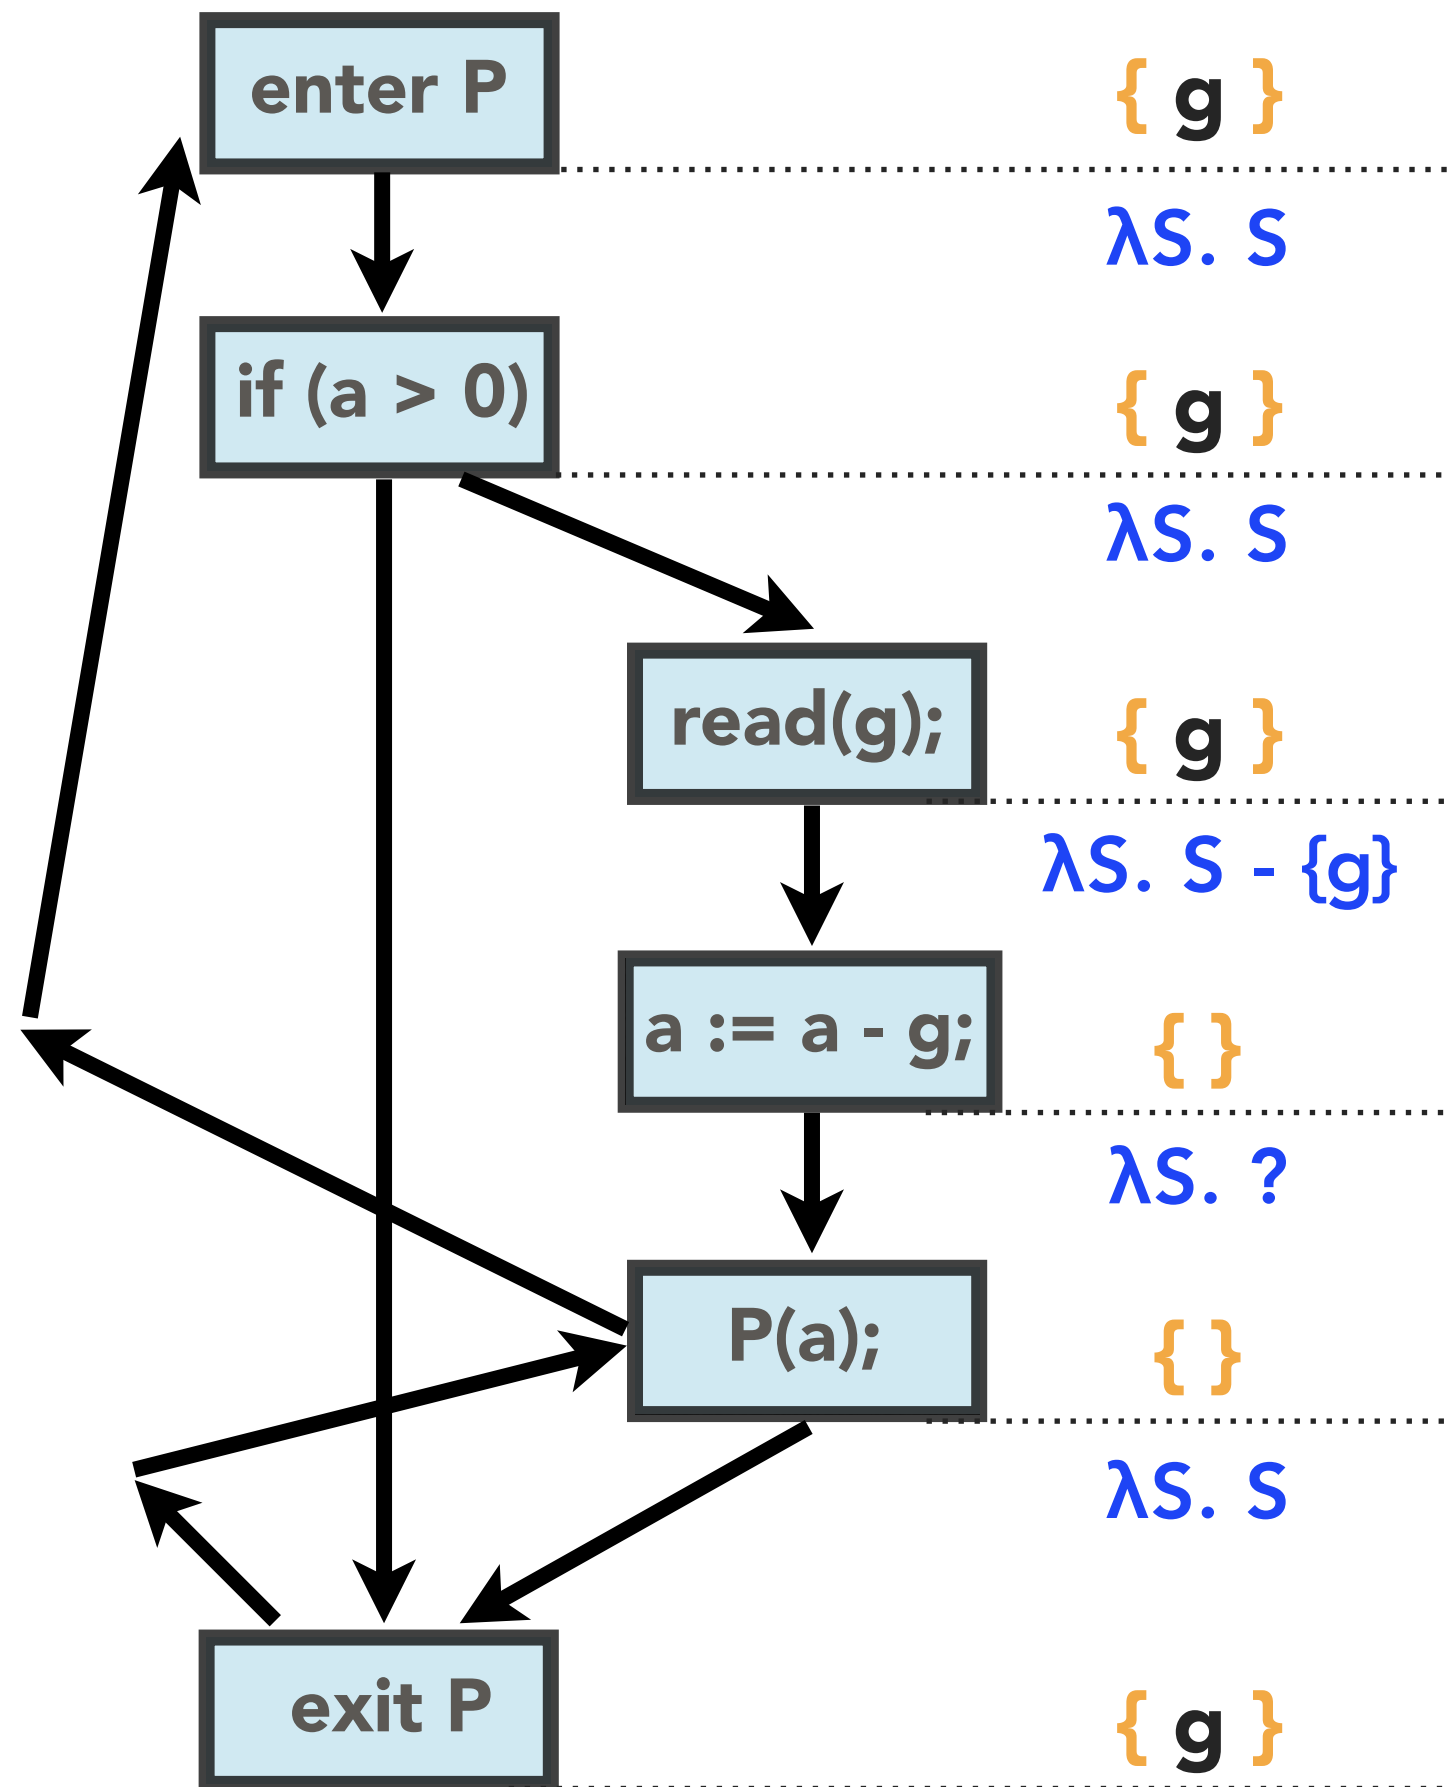 enter P
{ g }
λS. S
if (a > 0)
{ g }
λS. S
read(g);
{ g }
λS. S - {g}
a := a - g;
{ }
λS. ?
P(a);
{ }
λS. S
exit P
{ g }